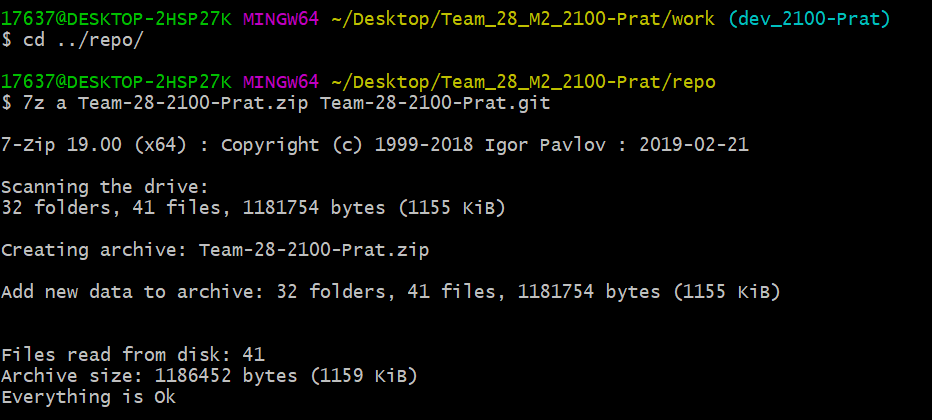 17637@DESKTOP-2HSP27K MINGW64 ~/Desktop/Team_28_M2_2100-Prat/work (dev_2100-Prat)
$ cd ../repo/
17637@DESKTOP-2HSP27K MINGW64 ~/Desktop/Team_28_M2_2100-Prat/repo
$ 7z a Team-28-2100-Prat.zip Team-28-2100-Prat.git
7-Zip 19.00 (x64) : Copyright (c) 1999-2018 Igor Pavlov : 2019-02-21
Scanning the drive:
32 folders, 41 files, 1181754 bytes (1155 KiB)
Creating archive: Team-28-2100-Prat.zip
Add new data to archive: 32 folders, 41 files, 1181754 bytes (1155 KiB)
Files read from disk: 41
Archive size: 1186452 bytes (1159 KiB)
Everything is Ok